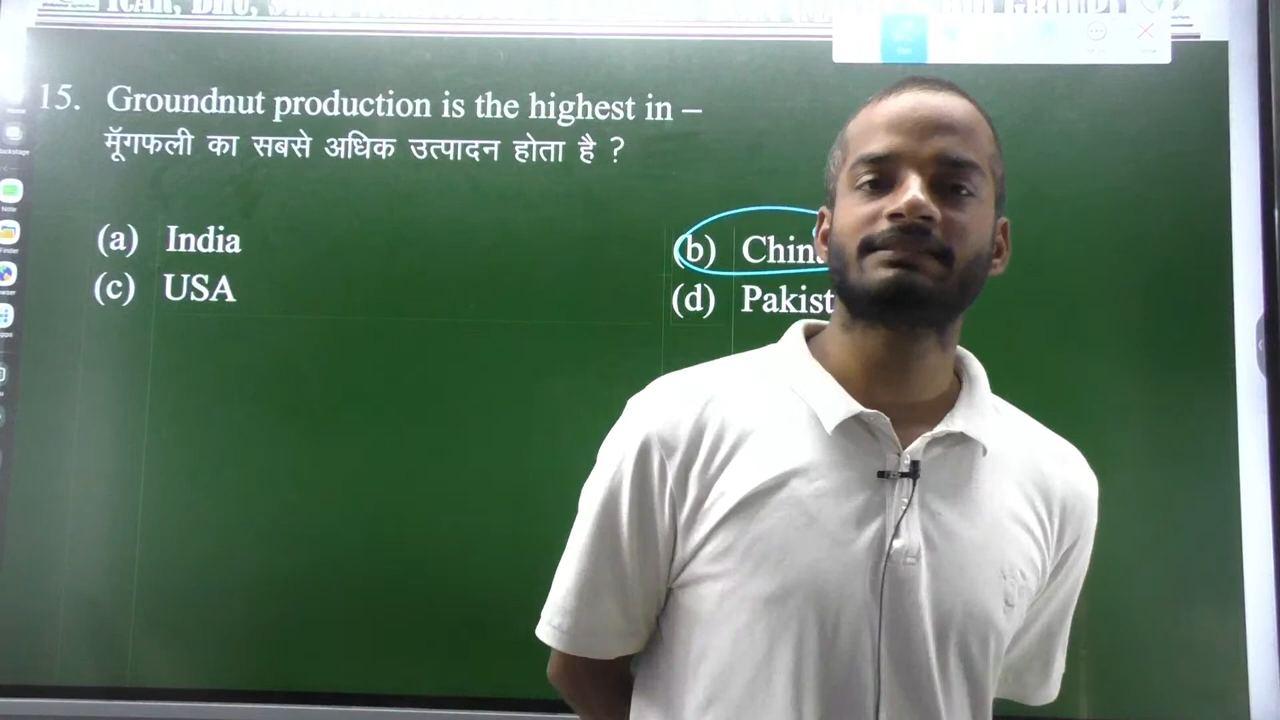 15. Groundnut production is the highest in –
मूँगफली का सबसे अधिक उत्पादन होता है ?
(a) India
(b)
(c) USA
(d)